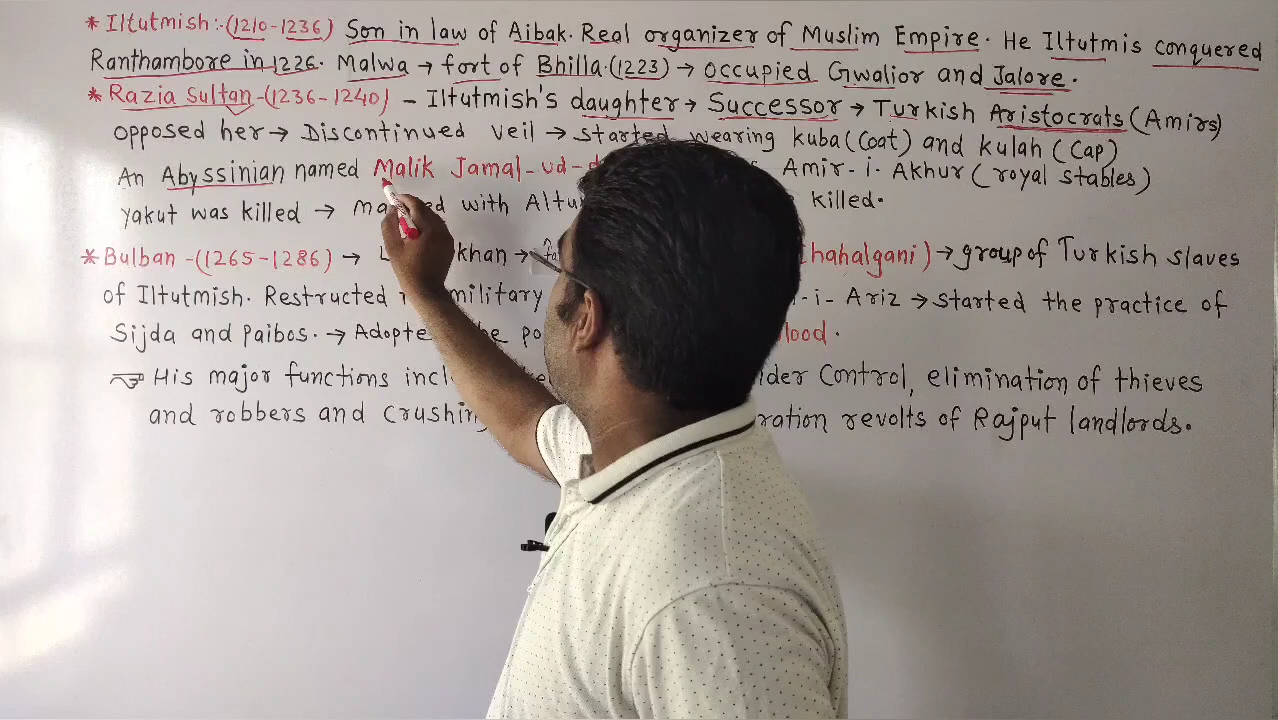 * Iltutmish:-(1210-1236) Son in law of Aibak. Real organizer of Muslim Empire. He Iltutmis conquered
Ranthambore in 1226. Malwa → fort of Bhilla.(1223) → occupied Gwalior and Jalore.
* Razia Sultan-(1236-1240) - Iltutmish's daughter → Successor → Turkish Aristocrats (Amirs)
opposed her → Discontinued veil → started wearing kuba (Coat) and kulah (Cap)
An Abyssinian named Malik Jamal-ud-d Amir-i-Akhur (royal stables)
Yakut was killed → with killed.
* Bulban -(1265-1286) → khan → hahalgani) → group of Turkish slaves
of Iltutmish. Restructed military -i- Ariz → started the practice of
Sijda and Paibos. → Adopte he po lood.
His major functions incl der Control, elimination of thieves
and robbers and Crushin ration revolts of Rajput landlords.